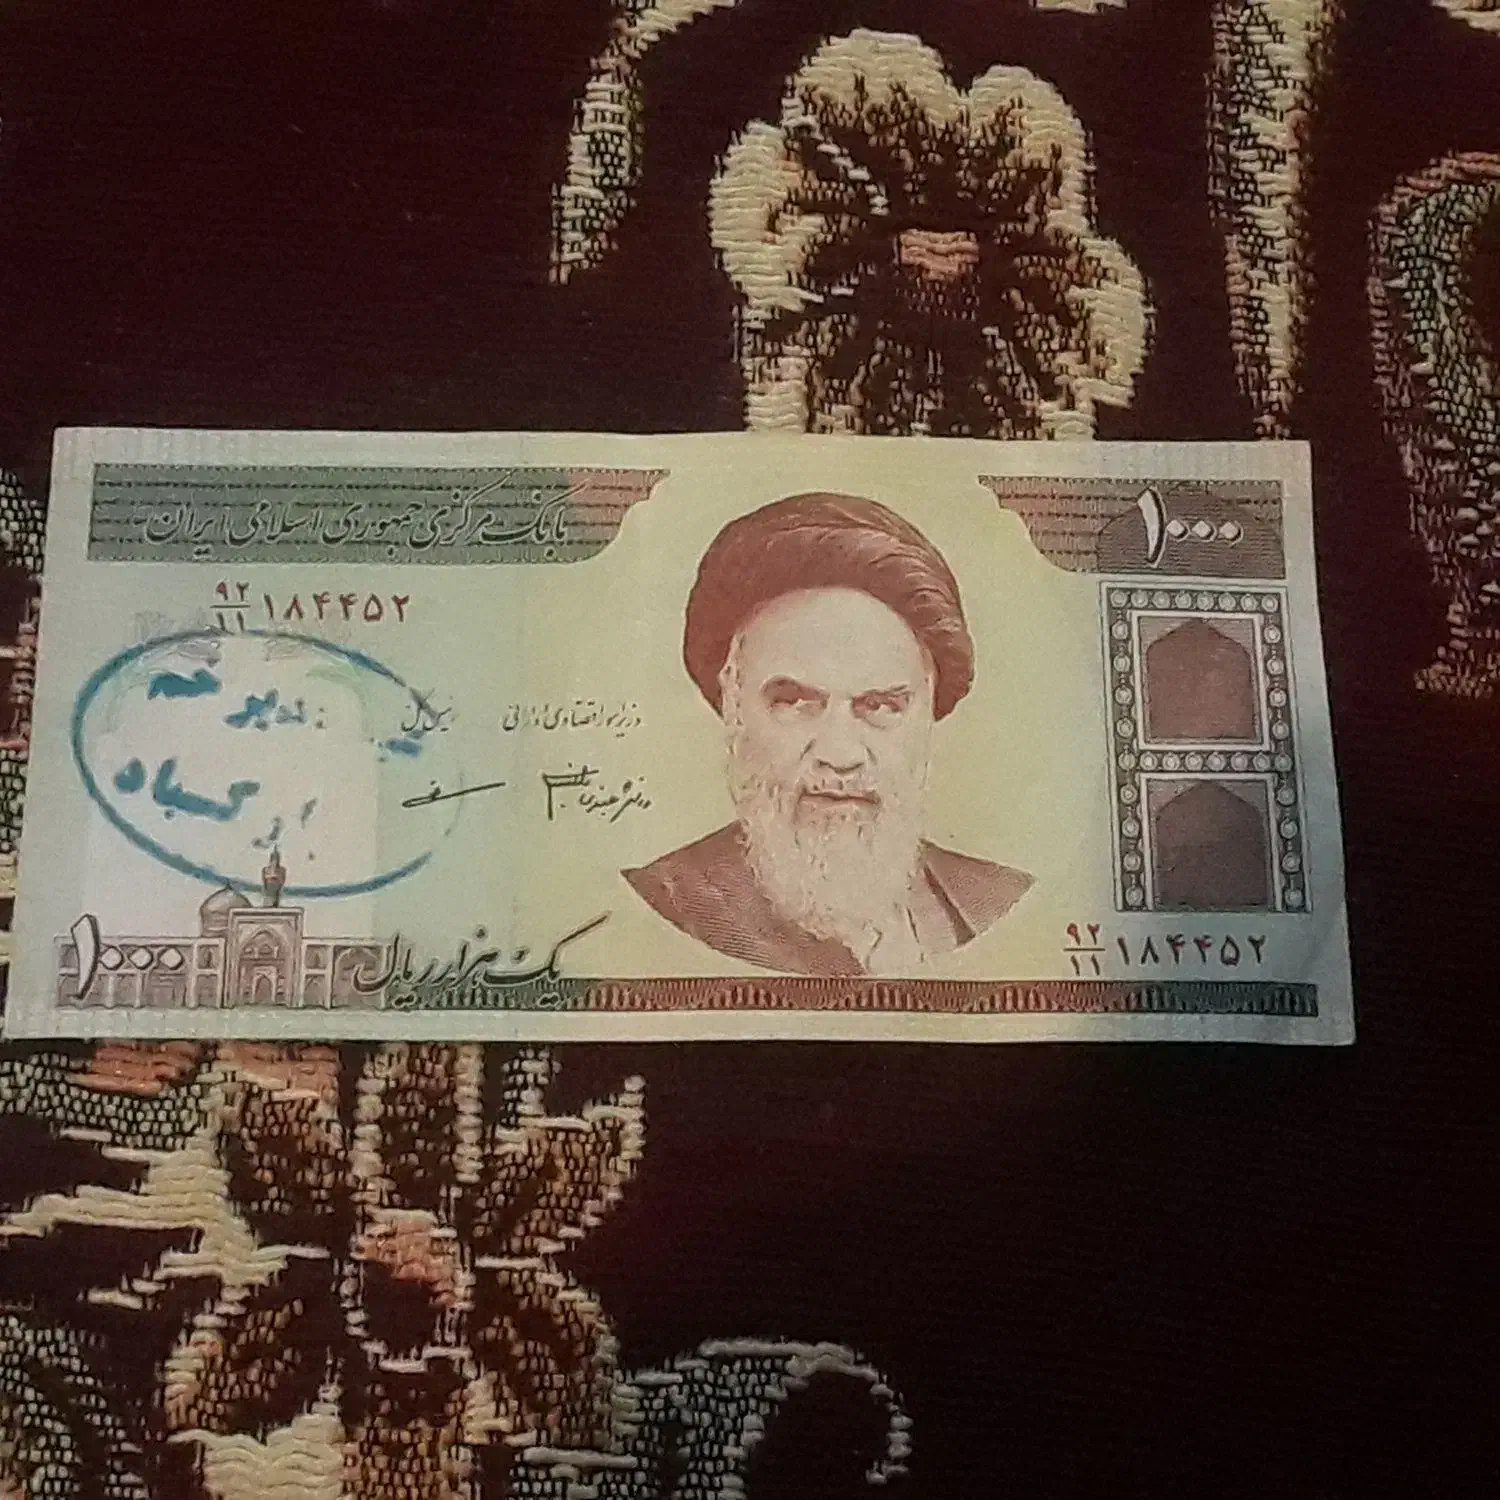 بانک مرکزی جمهوری اسلامی ایران
۱۰۰۰
۹۲/۱۱ ۱۸۴۴۵۲
وزیر امور اقتصادی و دارائی
رئیس کل
یک هزار ریال
۱۰۰۰
۹۲/۱۱ ۱۸۴۴۵۲